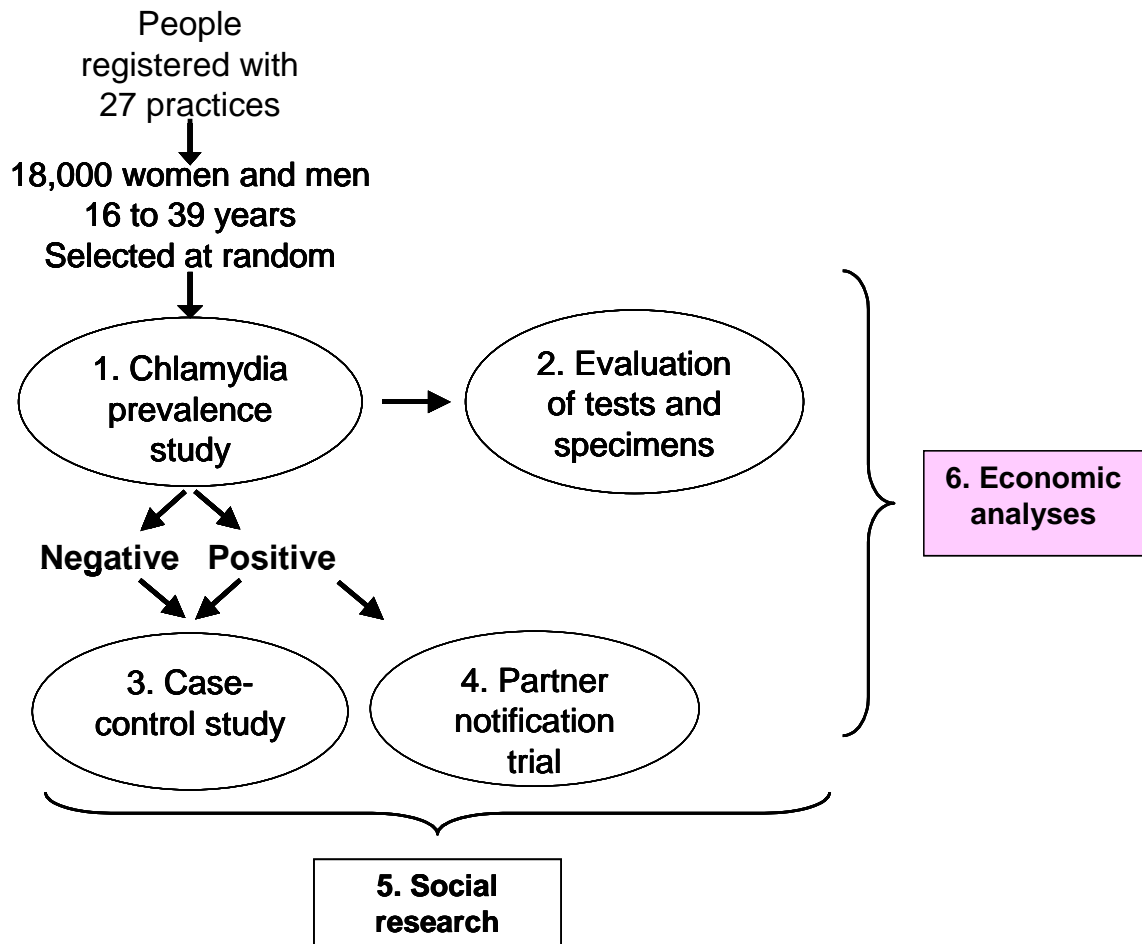 People
registered with
27 practices
18,000 women and men
16 to 39 years
Selected at random
1. Chlamydia
prevalence
study
2. Evaluation
of tests and
specimens
6. Economic
analyses
Negative Positive
3. Case-
control study
4. Partner
notification
trial
5. Social
research